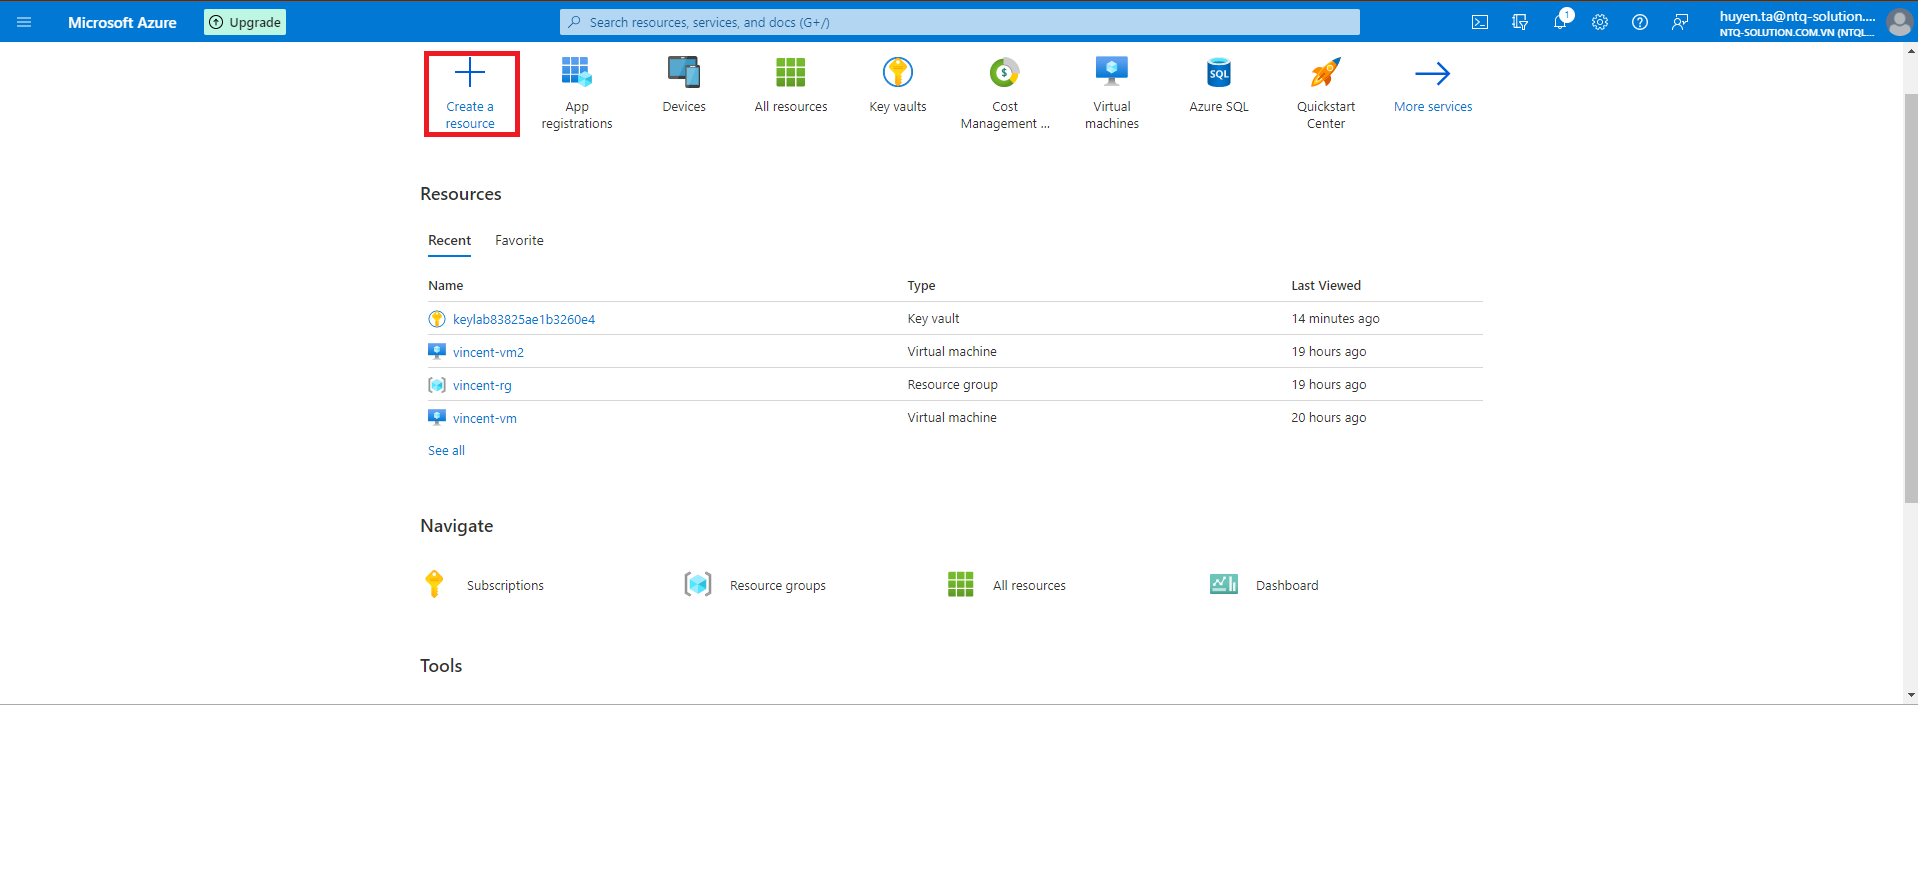 Microsoft Azure
Upgrade
Search resources, services, and docs (G+/)
1
huyen.ta@ntq-solution....
NTQ-SOLUTION.COM.VN (NTQL...
Create a
resource
App
registrations
Devices
All resources
Key vaults
Cost
Management ...
Virtual
machines
SQL
Azure SQL
Quickstart
Center
More services
Resources
Recent
Favorite
Name Type Last Viewed
keylab83825ae1b3260e4 Key vault 14 minutes ago
vincent-vm2 Virtual machine 19 hours ago
vincent-rg Resource group 19 hours ago
vincent-vm Virtual machine 20 hours ago
See all
Navigate
Subscriptions
Resource groups
All resources
Dashboard
Tools